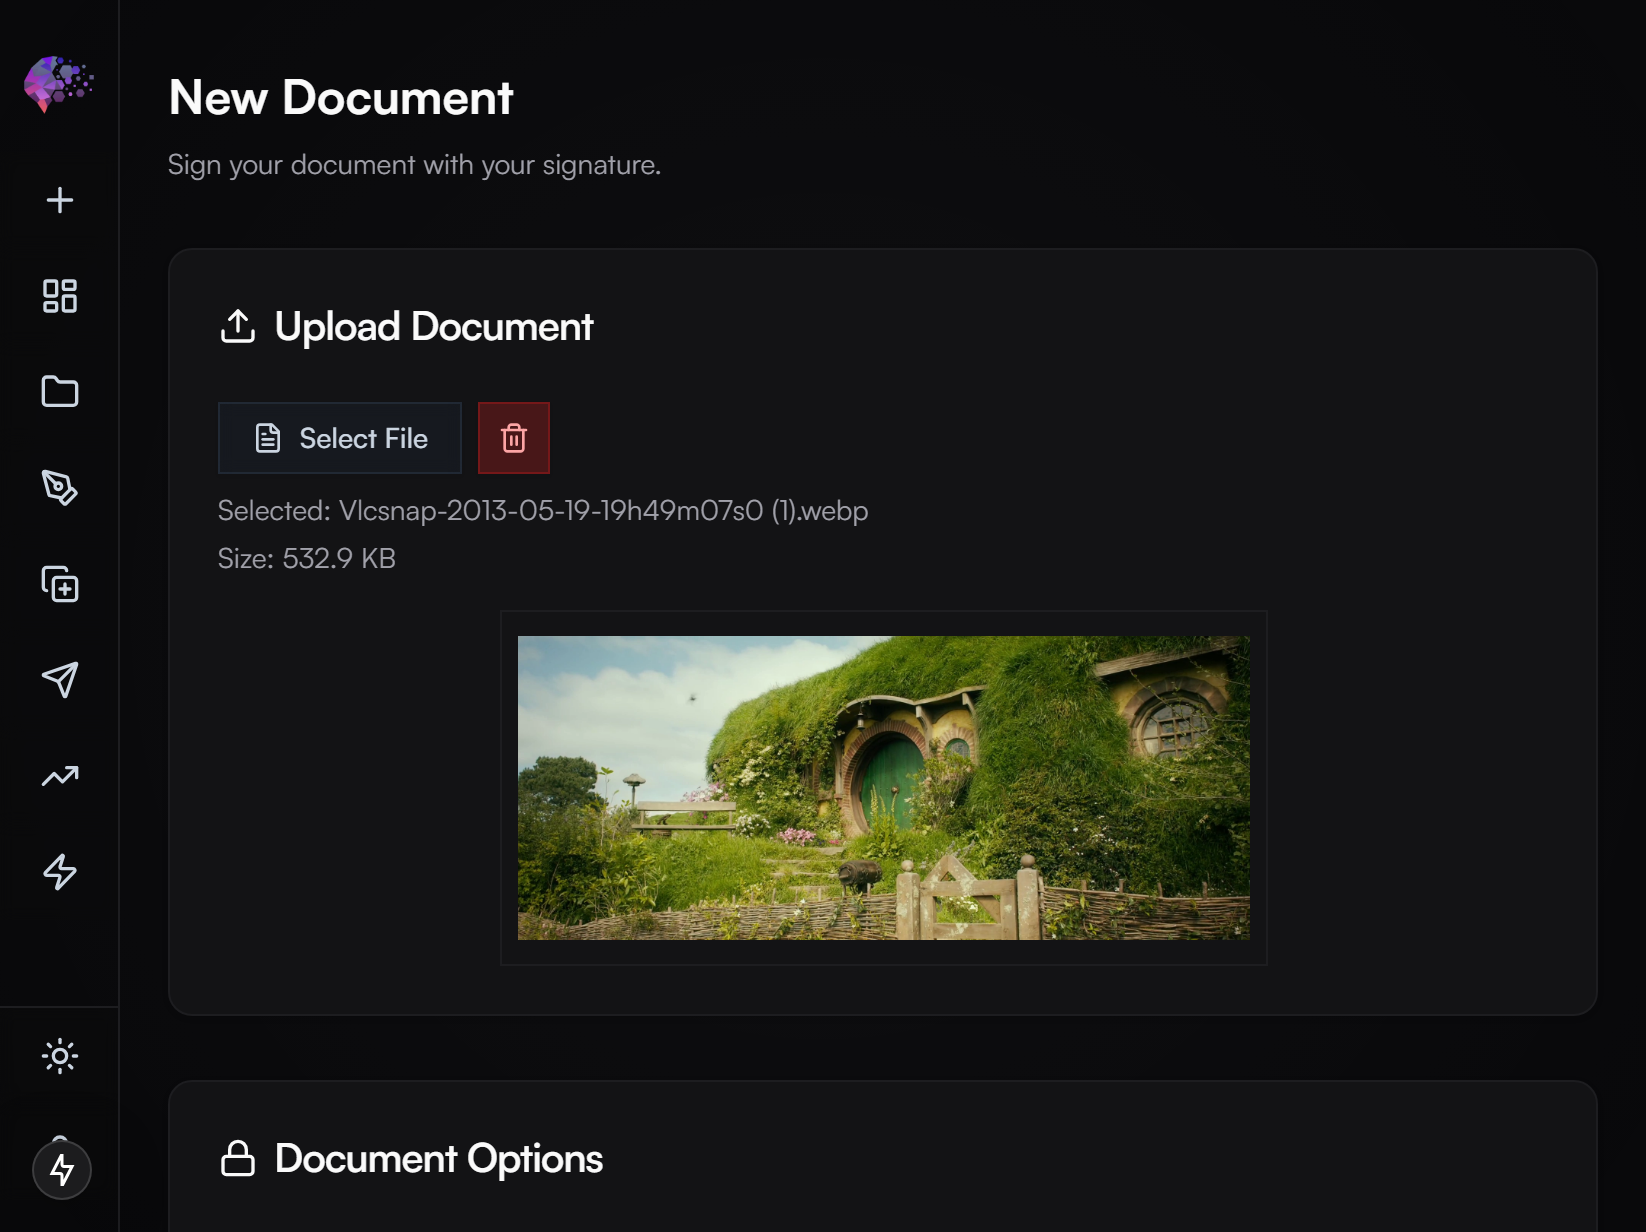 New Document
Sign your document with your signature.
Upload Document
Select File
Selected: Vlcsnap-2013-05-19-19h49m07s0 (1).webp
Size: 532.9 KB
Document Options